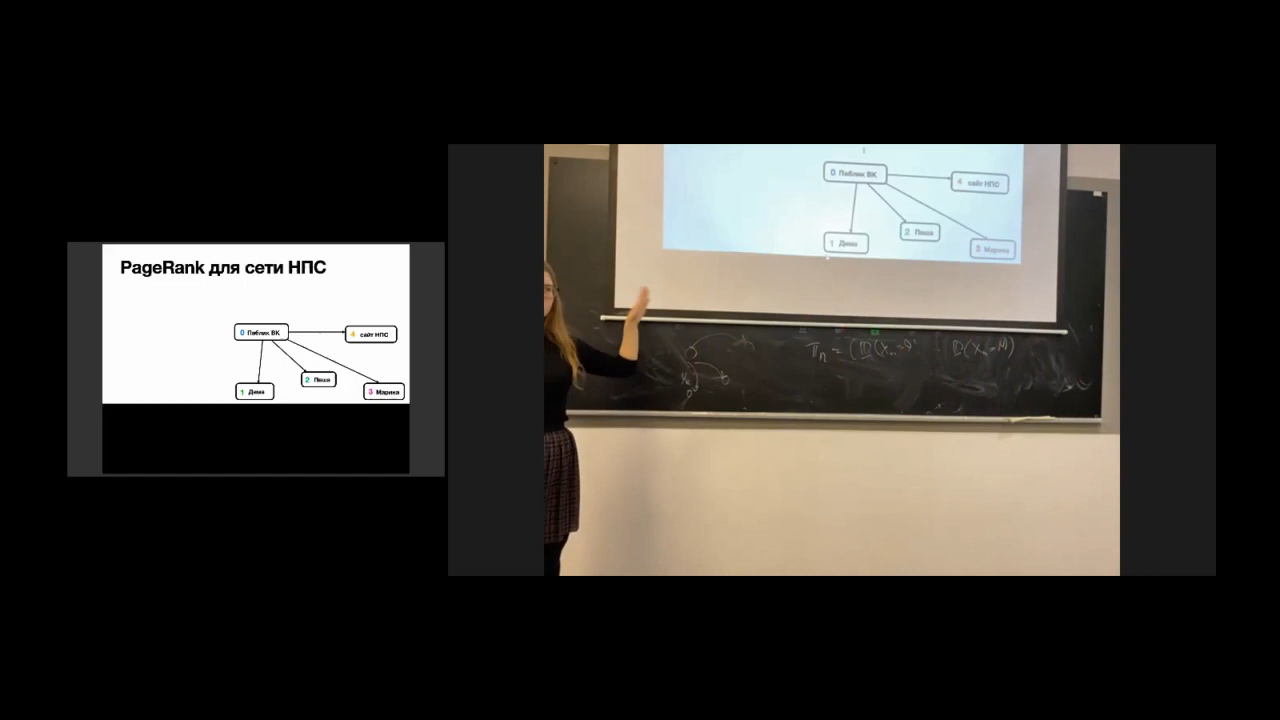 PageRank для сети НПС
0 Паблик ВК
4 сайт НПС
2 Паша
1 Дима
3 Марина
0 Паблик ВК
4 сайт НПС
2 Паша
1 Дима
3 Марина